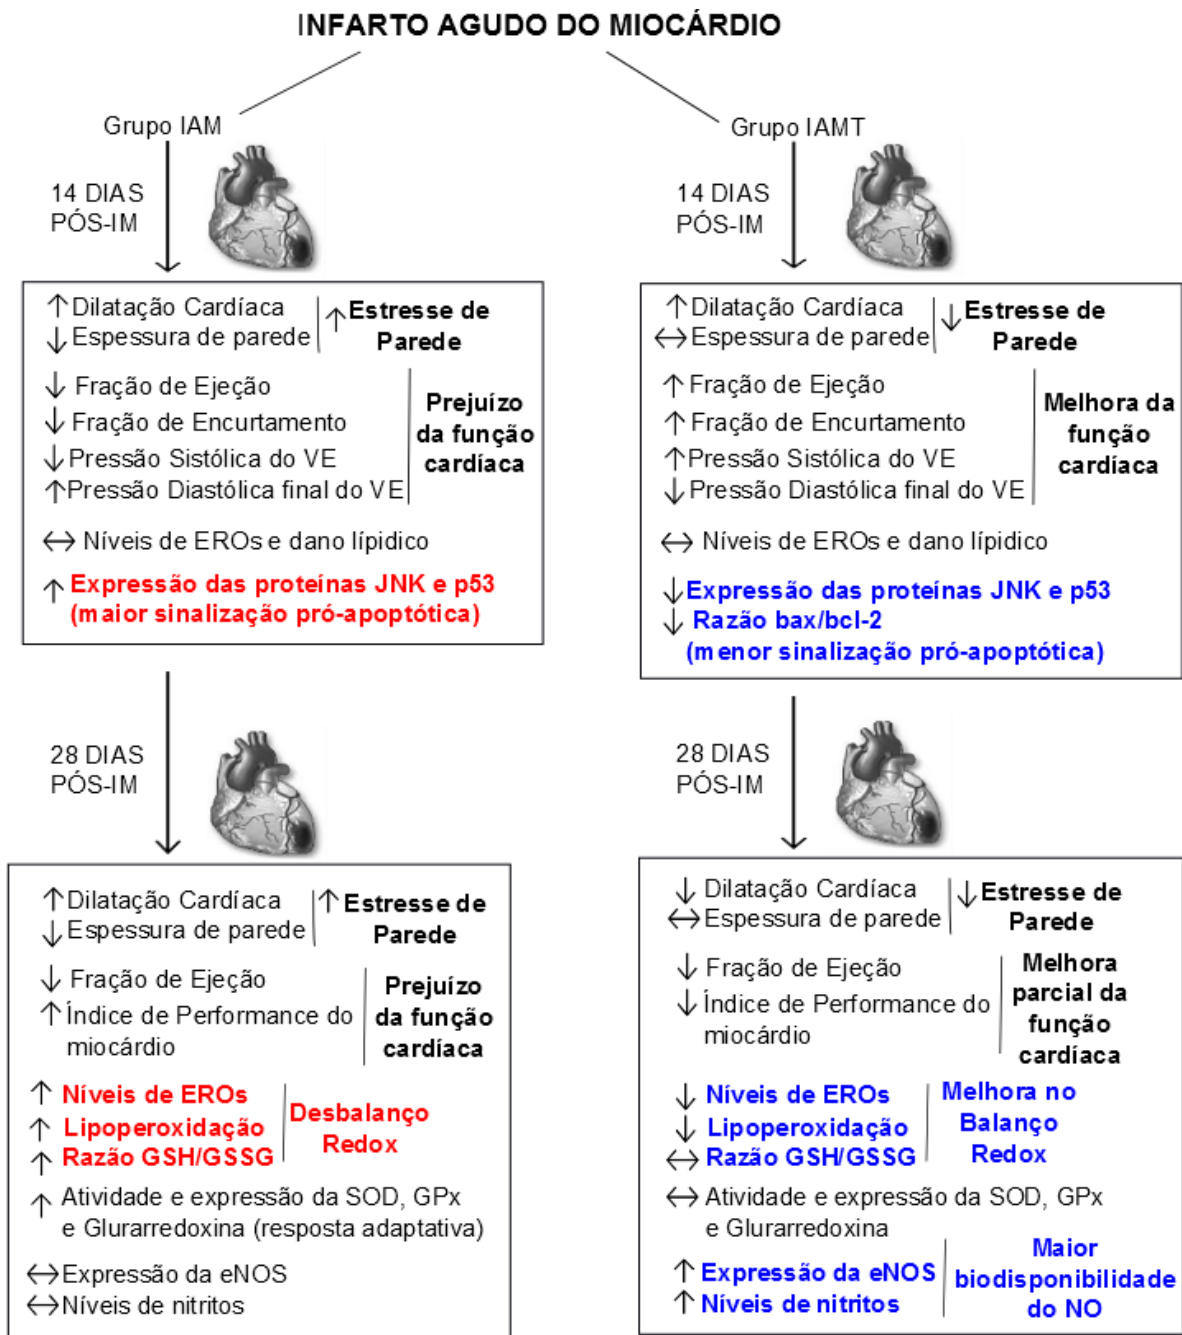 INFARTO AGUDO DO MIOCÁRDIO
Grupo IAM
14 DIAS
PÓS-IM
↑ Dilatação Cardíaca
↓ Espessura de parede
↑ Estresse de
Parede
↓ Fração de Ejeção
↓ Fração de Encurtamento
↓ Pressão Sistólica do VE
↑ Pressão Diastólica final do VE
Prejuízo
da função
cardíaca
↔ Níveis de EROs e dano lípidico
↑ Expressão das proteínas JNK e p53
(maior sinalização pró-apoptótica)
28 DIAS
PÓS-IM
↑ Dilatação Cardíaca
↓ Espessura de parede
↑ Estresse de
Parede
↓ Fração de Ejeção
↑ Índice de Performance do
miocárdio
Prejuízo
da função
cardíaca
↑ Níveis de EROs
↑ Lipoperoxidação
↑ Razão GSH/GSSG
Desbalanço
Redox
↑ Atividade e expressão da SOD, GPx
e Glurarredoxina (resposta adaptativa)
↔ Expressão da eNOS
↔ Níveis de nitritos
Grupo IAMT
14 DIAS
PÓS-IM
↑ Dilatação Cardíaca
↔ Espessura de parede
↓ Estresse de
Parede
↑ Fração de Ejeção
↑ Fração de Encurtamento
↑ Pressão Sistólica do VE
↓ Pressão Diastólica final do VE
Melhora da
função
cardíaca
↔ Níveis de EROs e dano lípidico
↓ Expressão das proteínas JNK e p53
↓ Razão bax/bcl-2
(menor sinalização pró-apoptótica)
28 DIAS
PÓS-IM
↓ Dilatação Cardíaca
↔ Espessura de parede
↓ Estresse de
Parede
↓ Fração de Ejeção
↓ Índice de Performance do
miocárdio
Melhora
parcial da
função
cardíaca
↓ Níveis de EROs
↓ Lipoperoxidação
↔ Razão GSH/GSSG
Melhora no
Balanço
Redox
↔ Atividade e expressão da SOD, GPx
e Glurarredoxina
↑ Expressão da eNOS
↑ Níveis de nitritos
Maior
biodisponibilidade
do NO